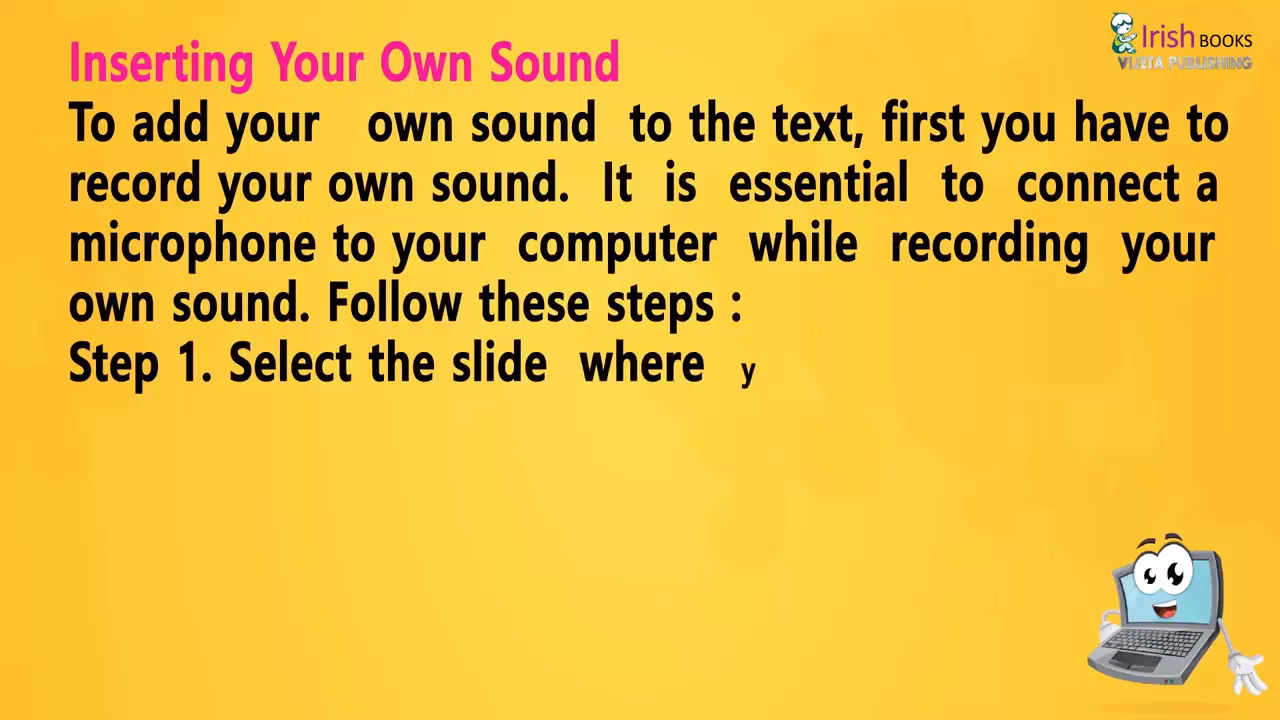 Irish BOOKS
VIJETA PUBLISHING
Inserting Your Own Sound
To add your own sound to the text, first you have to
record your own sound. It is essential to connect a
microphone to your computer while recording your
own sound. Follow these steps :
Step 1. Select the slide where y